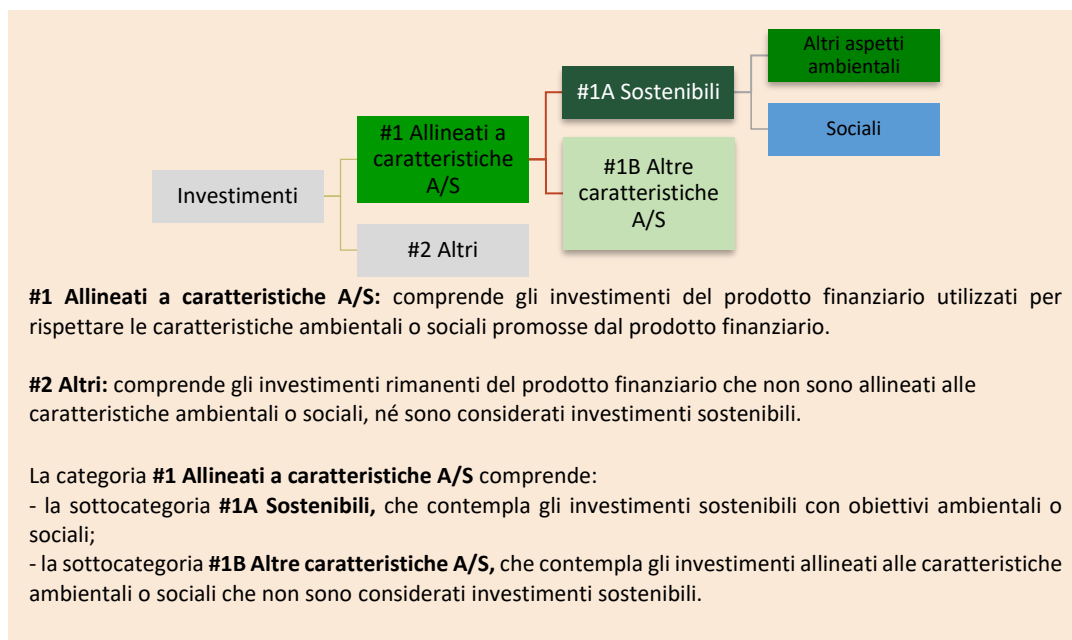 Altri aspetti
ambientali
#1A Sostenibili
Sociali
#1 Allineati a
caratteristiche
A/S
#1B Altre
caratteristiche
A/S
Investimenti
#2 Altri
#1 Allineati a caratteristiche A/S: comprende gli investimenti del prodotto finanziario utilizzati per
rispettare le caratteristiche ambientali o sociali promosse dal prodotto finanziario.
#2 Altri: comprende gli investimenti rimanenti del prodotto finanziario che non sono allineati alle
caratteristiche ambientali o sociali, né sono considerati investimenti sostenibili.
La categoria #1 Allineati a caratteristiche A/S comprende:
- la sottocategoria #1A Sostenibili, che contempla gli investimenti sostenibili con obiettivi ambientali o
sociali;
- la sottocategoria #1B Altre caratteristiche A/S, che contempla gli investimenti allineati alle caratteristiche
ambientali o sociali che non sono considerati investimenti sostenibili.